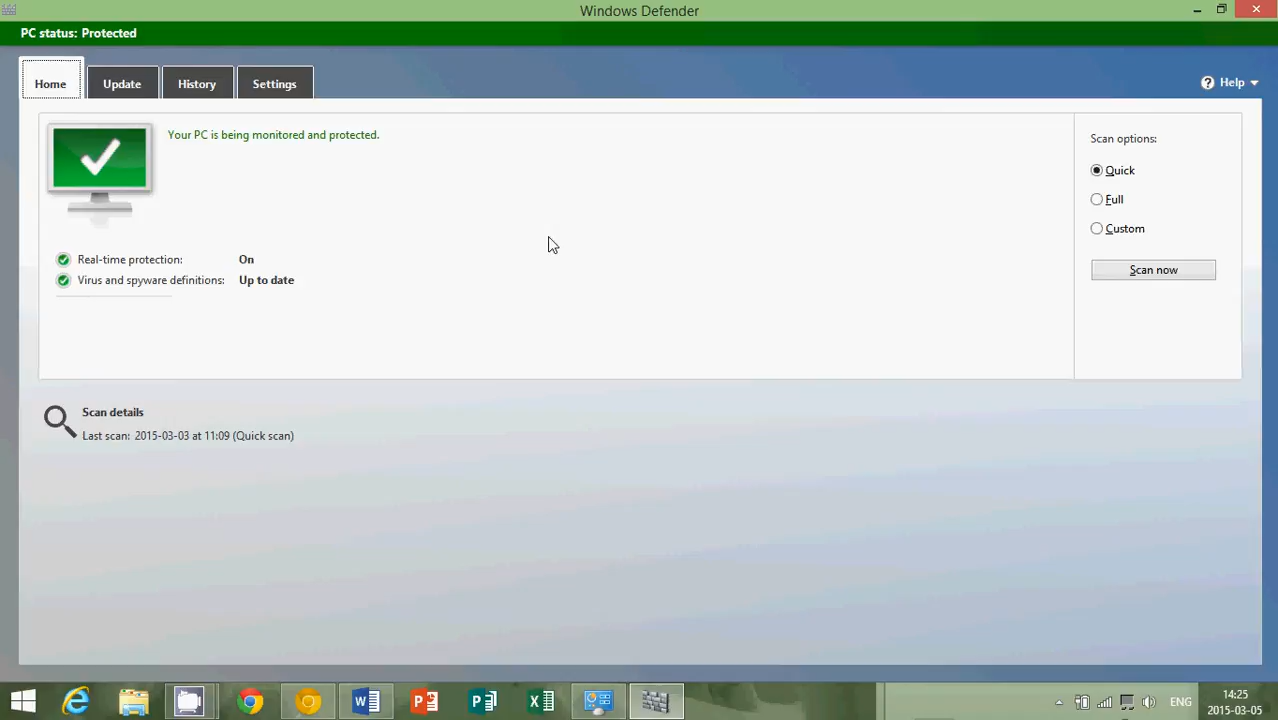 Windows Defender
PC status: Protected
Home
Update
History
Settings
Help
Your PC is being monitored and protected.
Real-time protection: On
Virus and spyware definitions: Up to date
Scan options:
Quick
Full
Custom
Scan now
Scan details
Last scan: 2015-03-03 at 11:09 (Quick scan)
ENG
14:25
2015-03-05